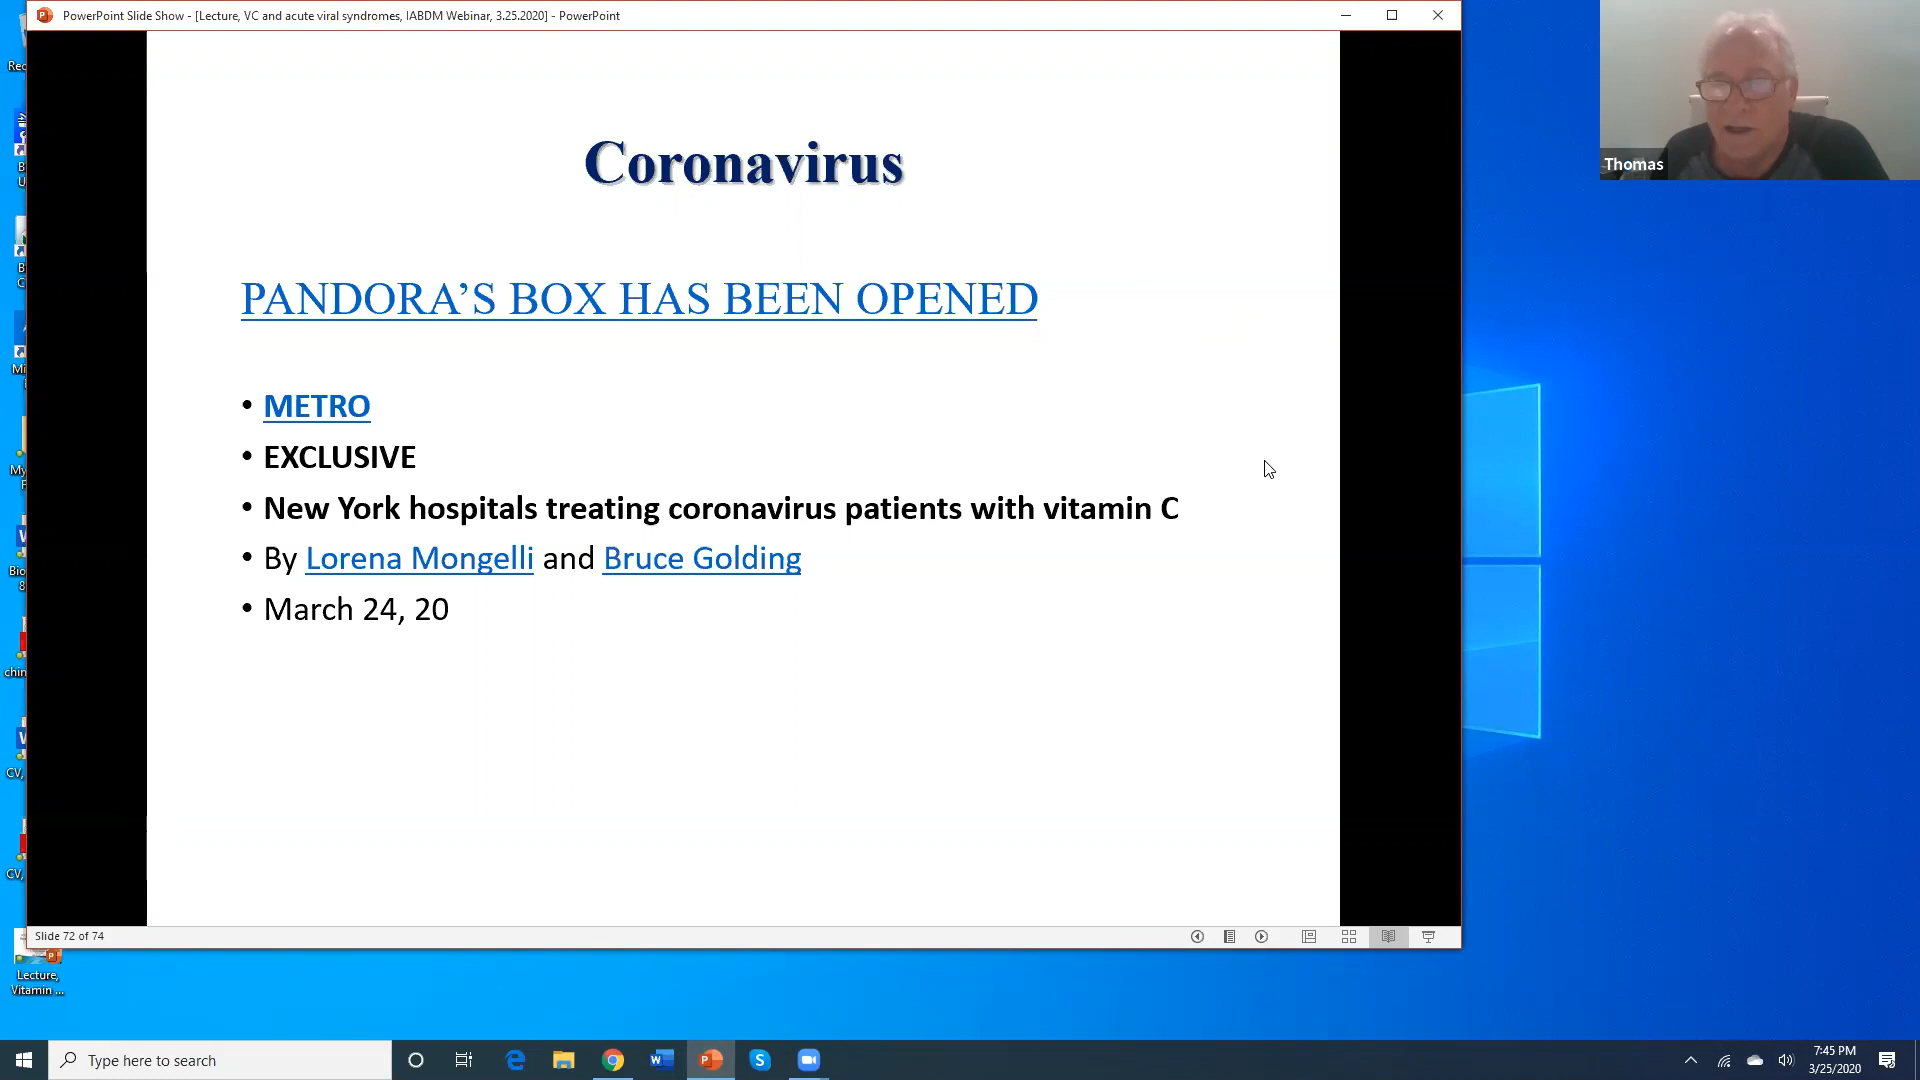 PowerPoint Slide Show - [Lecture, VC and acute viral syndromes, IABDM Webinar, 3.25.2020] - PowerPoint
Thomas
Coronavirus
PANDORA’S BOX HAS BEEN OPENED
• METRO
• EXCLUSIVE
• New York hospitals treating coronavirus patients with vitamin C
• By Lorena Mongelli and Bruce Golding
• March 24, 20
Slide 72 of 74
Lecture,
Vitamin ...
Type here to search
7:45 PM
3/25/2020